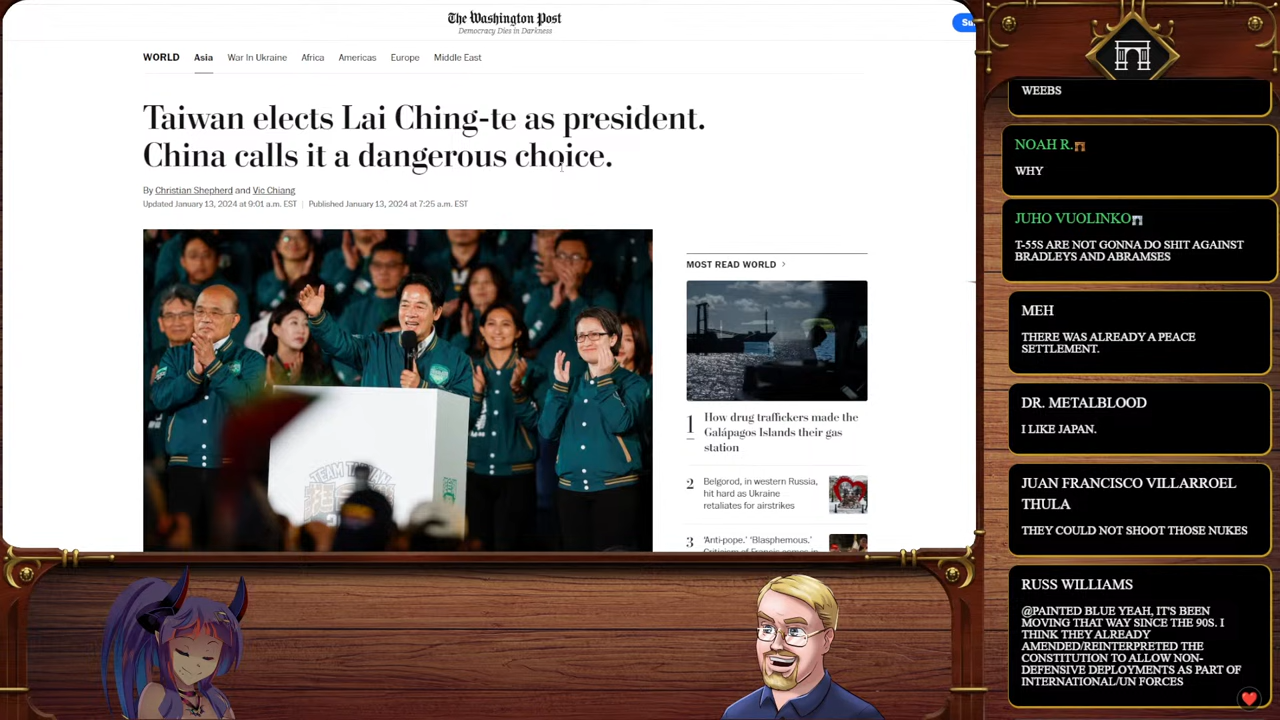 The Washington Post
Democracy Dies in Darkness
Su
WORLD Asia War In Ukraine Africa Americas Europe Middle East
Taiwan elects Lai Ching-te as president.
China calls it a dangerous choice.
By Christian Shepherd and Vic Chiang
Updated January 13, 2024 at 9:01 a.m. EST | Published January 13, 2024 at 7:25 a.m. EST
TEAM TAIWAN
MOST READ WORLD >
1
How drug traffickers made the
Galápagos Islands their gas
station
2
Belgorod, in western Russia,
hit hard as Ukraine
retaliates for airstrikes
3
'Anti-pope.' 'Blasphemous.'
WEEBS
NOAH R.
WHY
JUHO VUOLINKO
T-55S ARE NOT GONNA DO SHIT AGAINST
BRADLEYS AND ABRAMSES
MEH
THERE WAS ALREADY A PEACE
SETTLEMENT.
DR. METALBLOOD
I LIKE JAPAN.
JUAN FRANCISCO VILLARROEL
THULA
THEY COULD NOT SHOOT THOSE NUKES
RUSS WILLIAMS
@PAINTED BLUE YEAH, IT'S BEEN
MOVING THAT WAY SINCE THE 90S. I
THINK THEY ALREADY
AMENDED/REINTERPRETED THE
CONSTITUTION TO ALLOW NON-
DEFENSIVE DEPLOYMENTS AS PART OF
INTERNATIONAL/UN FORCES